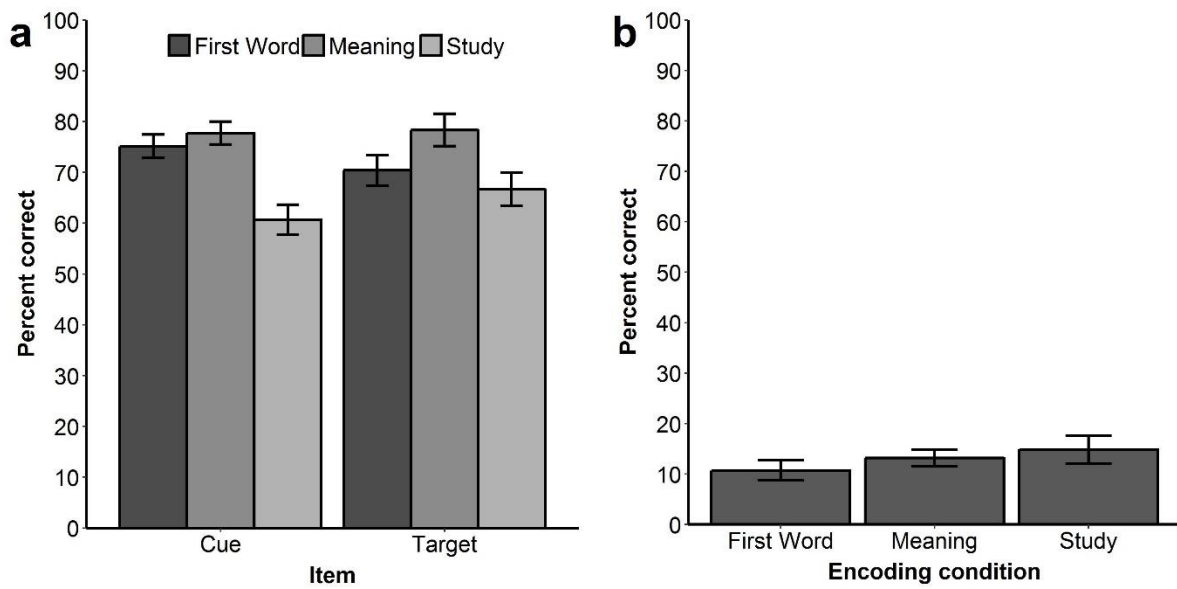 a
First Word Meaning Study
100
90
80
70
60
50
40
30
20
10
0
Percent correct
Cue Target
Item
b
100
90
80
70
60
50
40
30
20
10
0
Percent correct
First Word Meaning Study
Encoding condition